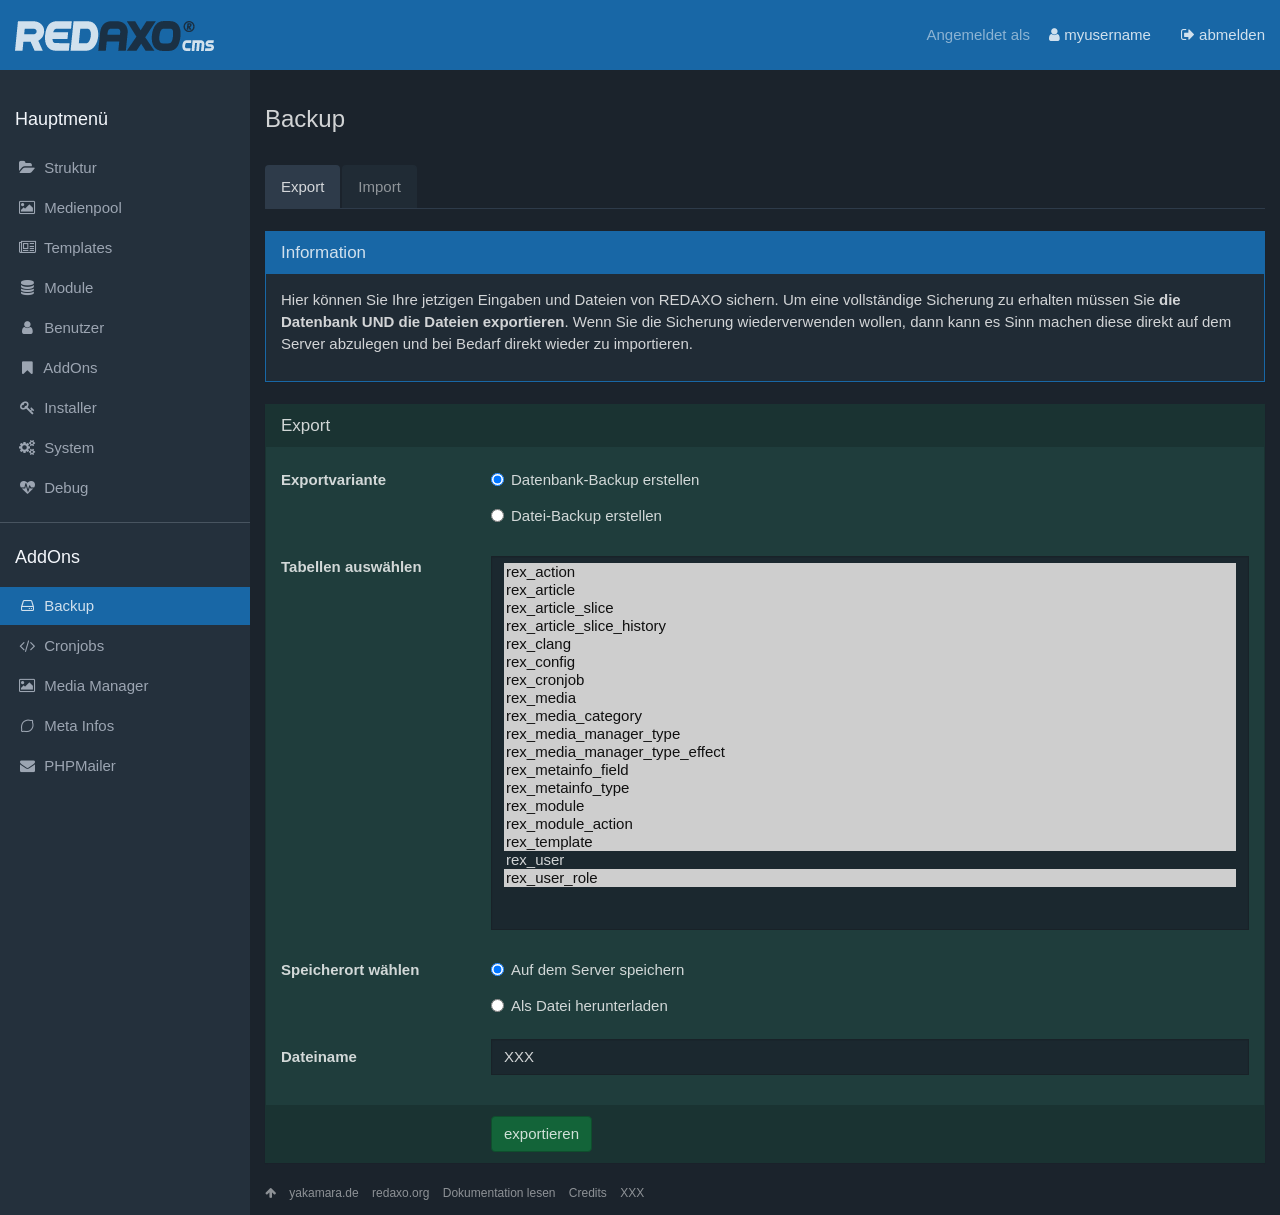 REDAXO® cms
Angemeldet als myusername abmelden
Hauptmenü
Struktur
Medienpool
Templates
Module
Benutzer
AddOns
Installer
System
Debug
AddOns
Backup
Cronjobs
Media Manager
Meta Infos
PHPMailer
Backup
Export Import
Information
Hier können Sie Ihre jetzigen Eingaben und Dateien von REDAXO sichern. Um eine vollständige Sicherung zu erhalten müssen Sie die
Datenbank UND die Dateien exportieren. Wenn Sie die Sicherung wiederverwenden wollen, dann kann es Sinn machen diese direkt auf dem
Server abzulegen und bei Bedarf direkt wieder zu importieren.
Export
Exportvariante Datenbank-Backup erstellen
Datei-Backup erstellen
Tabellen auswählen
rex_action
rex_article
rex_article_slice
rex_article_slice_history
rex_clang
rex_config
rex_cronjob
rex_media
rex_media_category
rex_media_manager_type
rex_media_manager_type_effect
rex_metainfo_field
rex_metainfo_type
rex_module
rex_module_action
rex_template
rex_user
rex_user_role
Speicherort wählen Auf dem Server speichern
Als Datei herunterladen
Dateiname XXX
exportieren
yakamara.de redaxo.org Dokumentation lesen Credits XXX